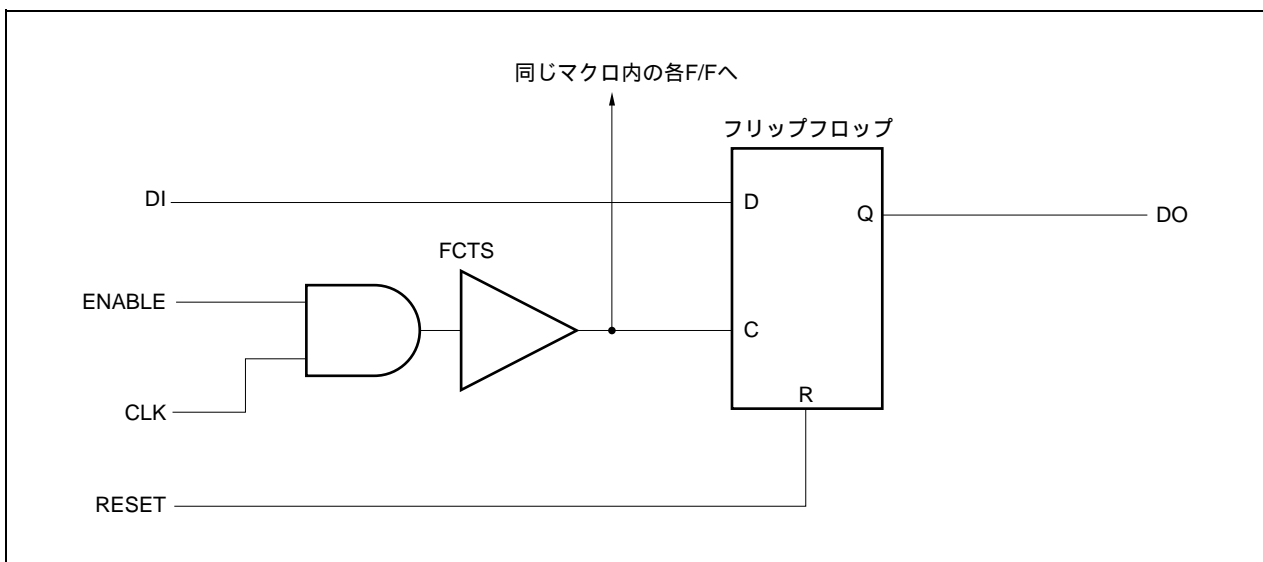 同じマクロ内の各F/Fへ
フリップフロップ
DI
D
Q
DO
FCTS
ENABLE
C
CLK
R
RESET